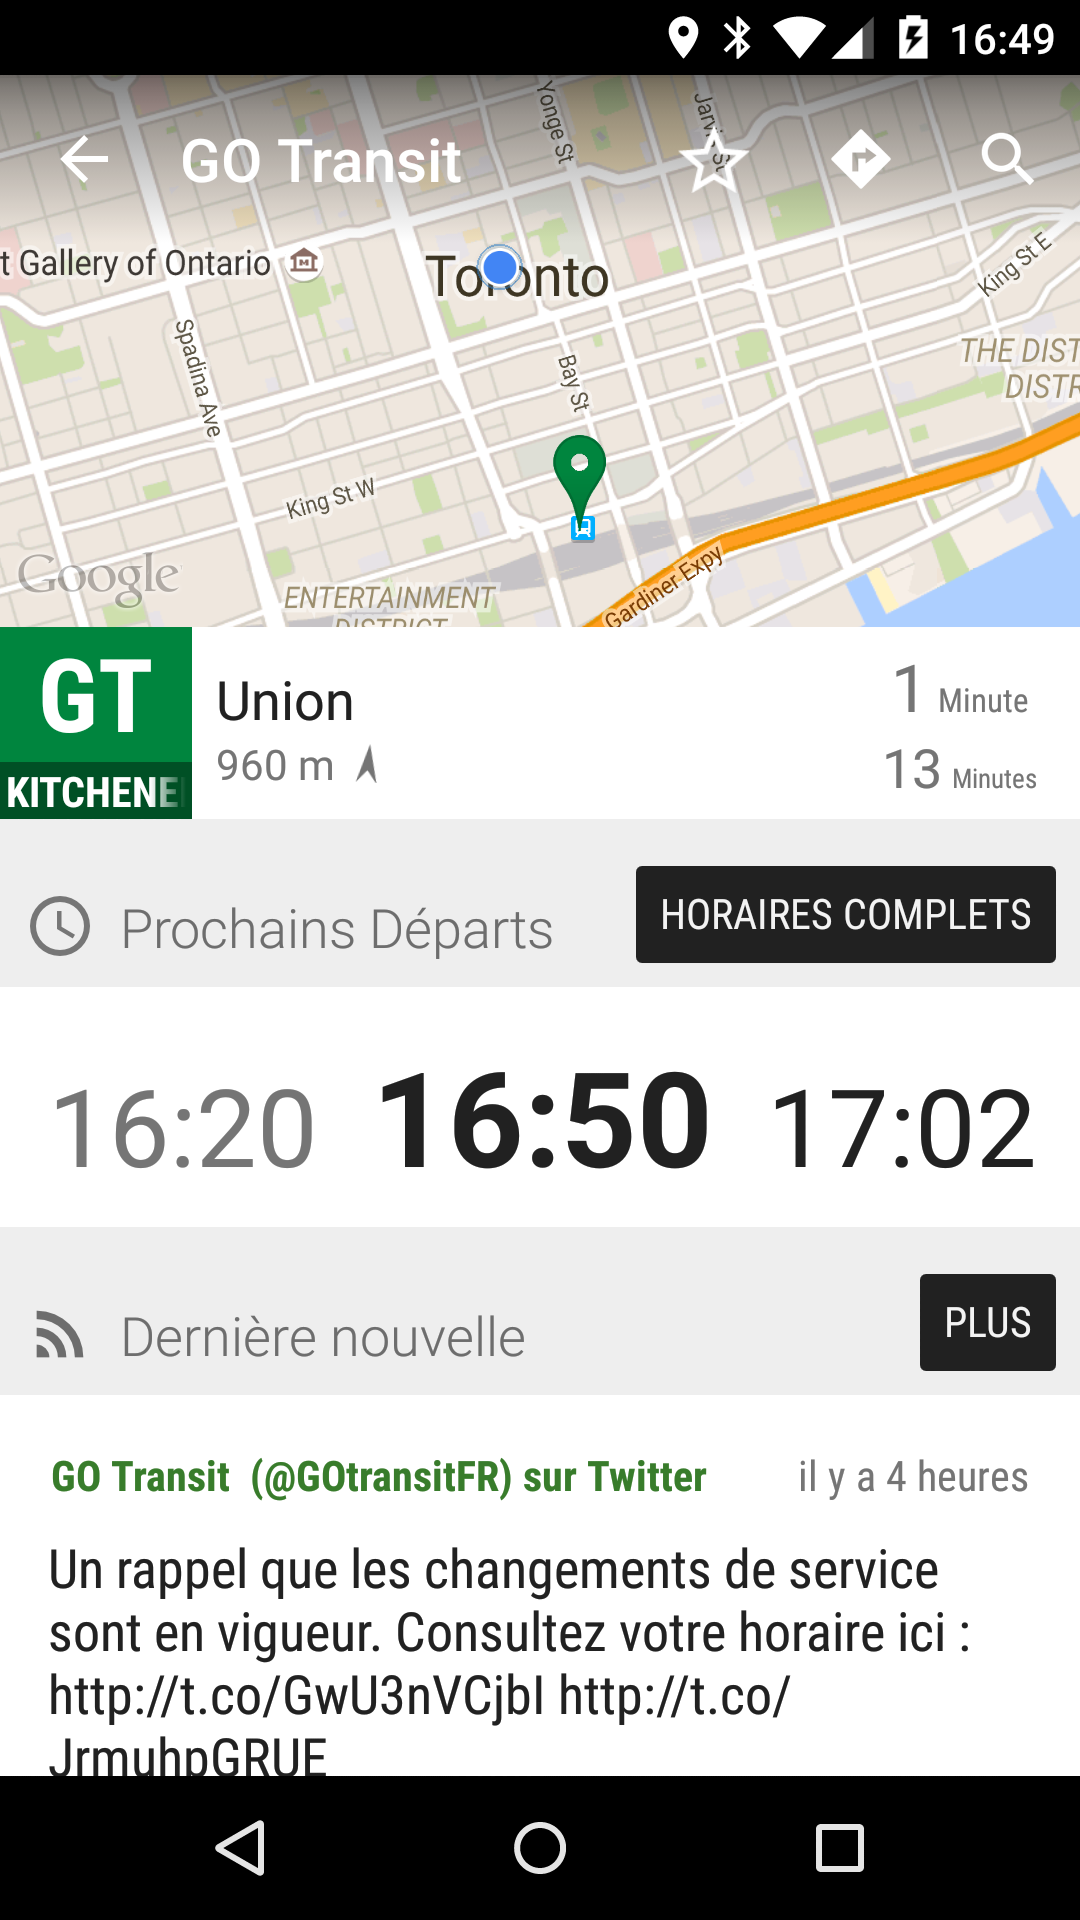 16:49
GO Transit
Yonge St
Jarvis St
t Gallery of Ontario
Toronto
King St E
Spadina Ave
Bay St
THE DIST
DISTR
King St W
Google
ENTERTAINMENT
DISTRICT
Gardiner Expy
GT
KITCHENE
Union
960 m
1 Minute
13 Minutes
Prochains Départs
HORAIRES COMPLETS
16:20 16:50 17:02
Dernière nouvelle
PLUS
GO Transit (@GOtransitFR) sur Twitter
il y a 4 heures
Un rappel que les changements de service
sont en vigueur. Consultez votre horaire ici :
http://t.co/GwU3nVCjbI http://t.co/
JrmuhpGRUE